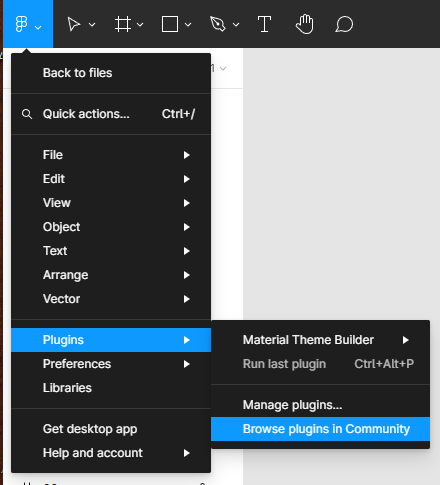 T
1
Back to files
Quick actions... Ctrl+/
File
Edit
View
Object
Text
Arrange
Vector
Plugins
Preferences
Libraries
Get desktop app
Help and account
Material Theme Builder
Run last plugin Ctrl+Alt+P
Manage plugins...
Browse plugins in Community